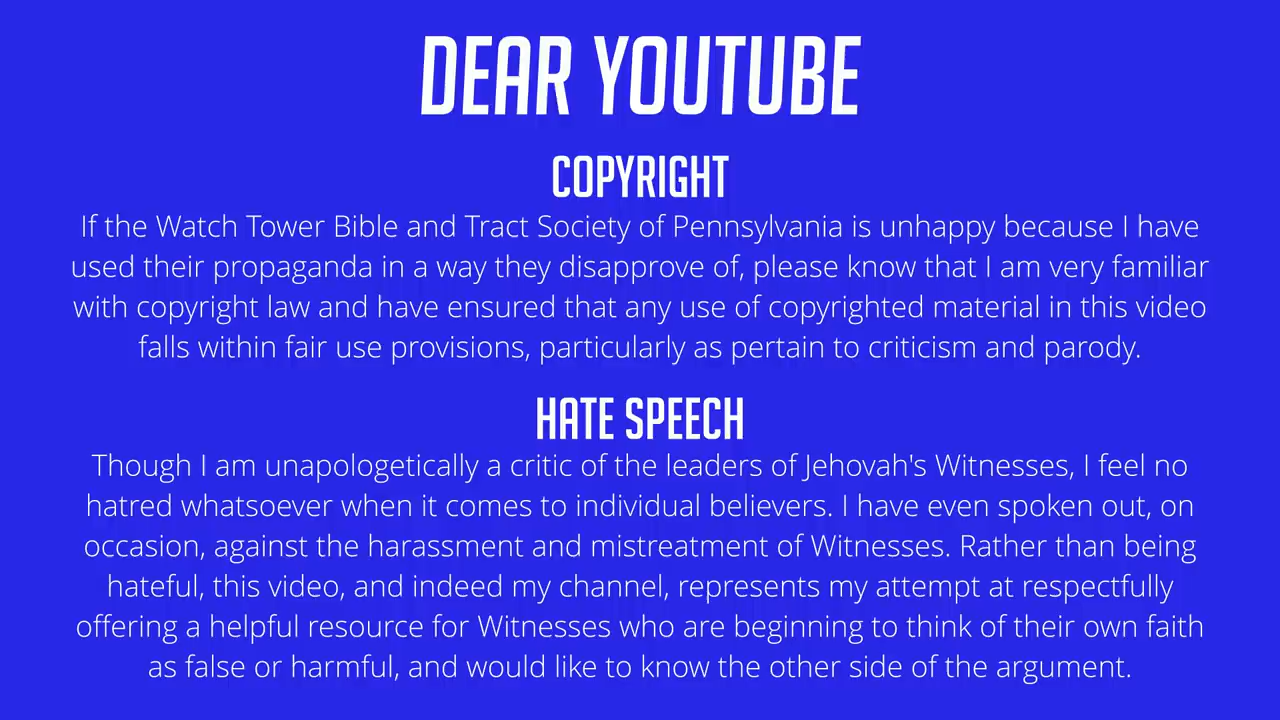 DEAR YOUTUBE
COPYRIGHT
If the Watch Tower Bible and Tract Society of Pennsylvania is unhappy because I have
used their propaganda in a way they disapprove of, please know that I am very familiar
with copyright law and have ensured that any use of copyrighted material in this video
falls within fair use provisions, particularly as pertain to criticism and parody.
HATE SPEECH
Though I am unapologetically a critic of the leaders of Jehovah's Witnesses, I feel no
hatred whatsoever when it comes to individual believers. I have even spoken out, on
occasion, against the harassment and mistreatment of Witnesses. Rather than being
hateful, this video, and indeed my channel, represents my attempt at respectfully
offering a helpful resource for Witnesses who are beginning to think of their own faith
as false or harmful, and would like to know the other side of the argument.